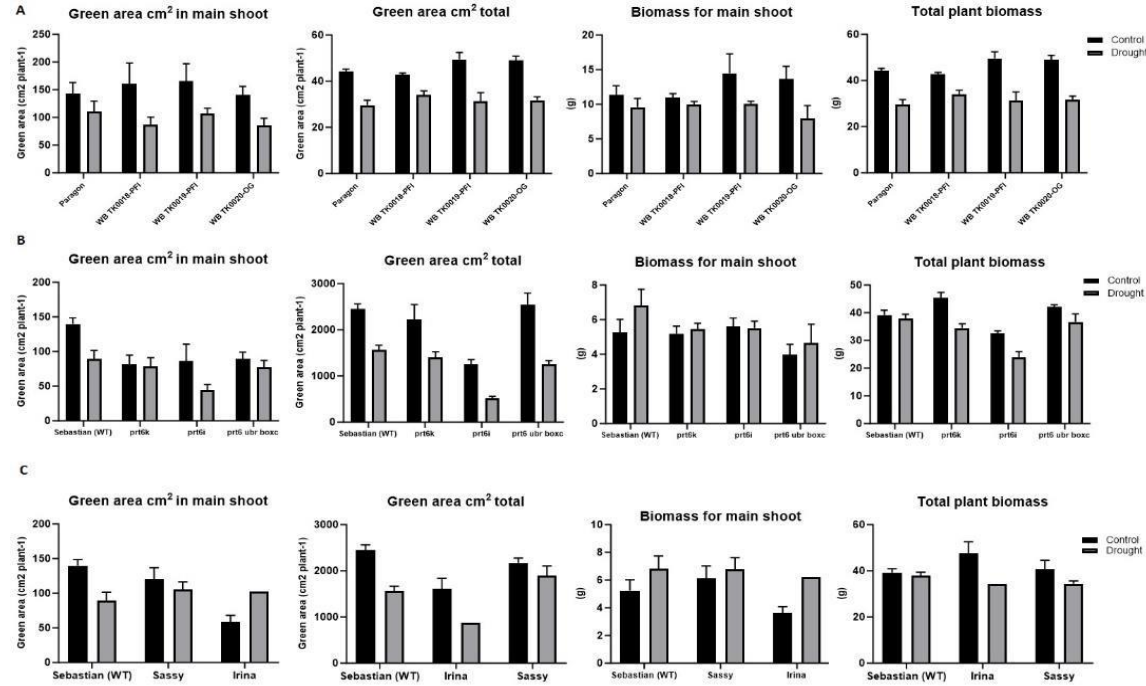 A
Green area cm² in main shoot
Green area (cm2 plant-1)
250
200
150
100
50
0
Paragon
WB TK0018-PFI
WB TK0019-PFI
WB TK0020-OG
Green area cm² total
Green area (cm2 plant-1)
60
40
20
0
Paragon
WB TK0018-PFI
WB TK0019-PFI
WB TK0020-OG
Biomass for main shoot
(g)
20
15
10
5
0
Paragon
WB TK0018-PFI
WB TK0019-PFI
WB TK0020-OG
Total plant biomass
(g)
60
40
20
0
Paragon
WB TK0018-PFI
WB TK0019-PFI
WB TK0020-OG
Control
Drought
B
Green area cm² in main shoot
Green area (cm2 plant-1)
200
150
100
50
0
Sebastian (WT)
prt6k
prt6i
prt6 ubr boxc
Green area cm² total
Green area (cm2 plant-1)
3000
2000
1000
0
Sebastian (WT)
prt6k
prt6i
prt6 ubr boxc
Biomass for main shoot
(g)
8
6
4
2
0
Sebastian (WT)
prt6k
prt6i
prt6 ubr boxc
Total plant biomass
(g)
50
40
30
20
10
0
Sebastian (WT)
prt6k
prt6i
prt6 ubr boxc
Control
Drought
C
Green area cm² in main shoot
Green area (cm2 plant-1)
200
150
100
50
0
Sebastian (WT)
Sassy
Irina
Green area cm² total
Green area (cm2 plant-1)
3000
2000
1000
0
Sebastian (WT)
Irina
Sassy
Biomass for main shoot
(g)
8
6
4
2
0
Sebastian (WT)
Sassy
Irina
Total plant biomass
(g)
60
40
20
0
Sebastian (WT)
Irina
Sassy
Control
Drought